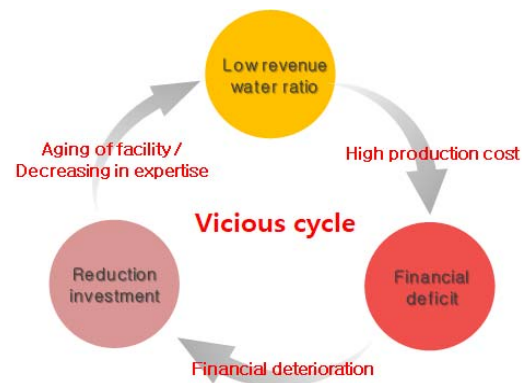 Low revenue
water ratio
Aging of facility /
Decreasing in expertise
High production cost
Vicious cycle
Reduction
investment
Financial
deficit
Financial deterioration